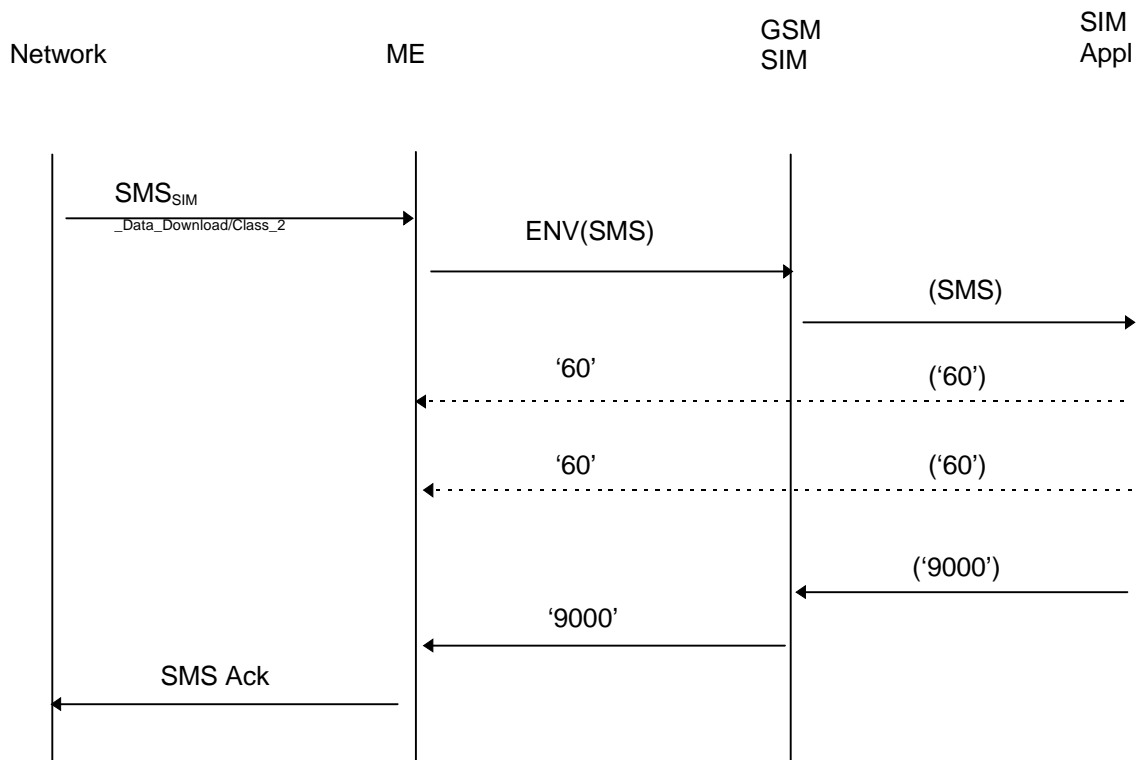 Network
ME
GSM
SIM
SIM
Appl
SMSSIM
_Data_Download/Class_2
ENV(SMS)
(SMS)
‘60’
(‘60’)
‘60’
(‘60’)
(‘9000’)
‘9000’
SMS Ack